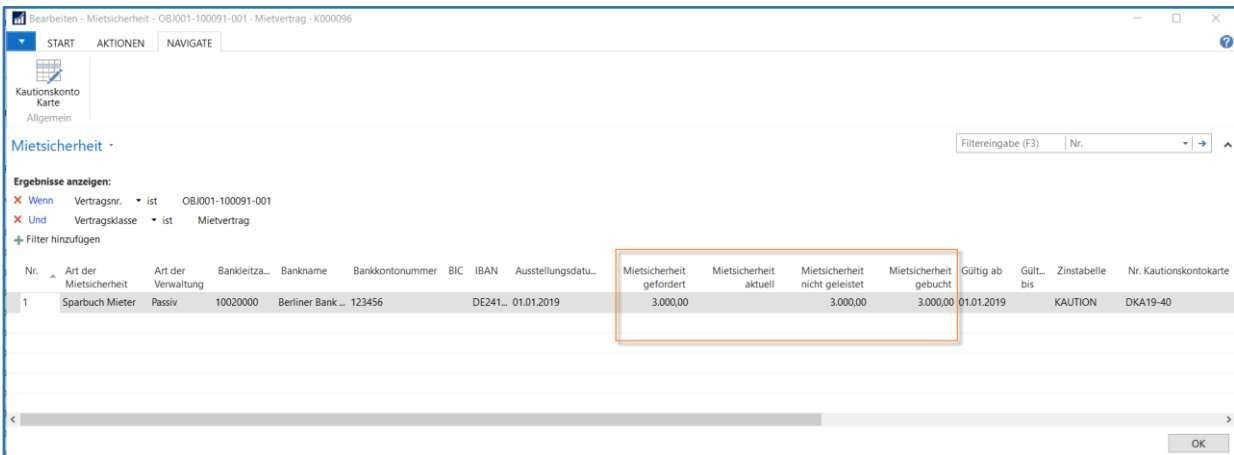 Bearbeiten - Mietsicherheit - OBJ001-100091-001 · Mietvertrag · K000096
START AKTIONEN NAVIGATE
Kautionskonto
Karte
Allgemein
Mietsicherheit
Filtereingabe (F3) Nr.
Ergebnisse anzeigen:
Wenn Vertragsnr. ist OBJ001-100091-001
Und Vertragsklasse ist Mietvertrag
Filter hinzufügen
Nr. Art der Mietsicherheit Art der Verwaltung Bankleitza... Bankname Bankkontonummer BIC IBAN Ausstellungsdatu... Mietsicherheit gefordert Mietsicherheit aktuell Mietsicherheit nicht geleistet Mietsicherheit gebucht Gültig ab Gült... bis Zinstabelle Nr. Kautionskontokarte
1 Sparbuch Mieter Passiv 10020000 Berliner Bank ... 123456 DE241... 01.01.2019 3.000,00 3.000,00 3.000,00 01.01.2019 KAUTION DKA19-40
OK